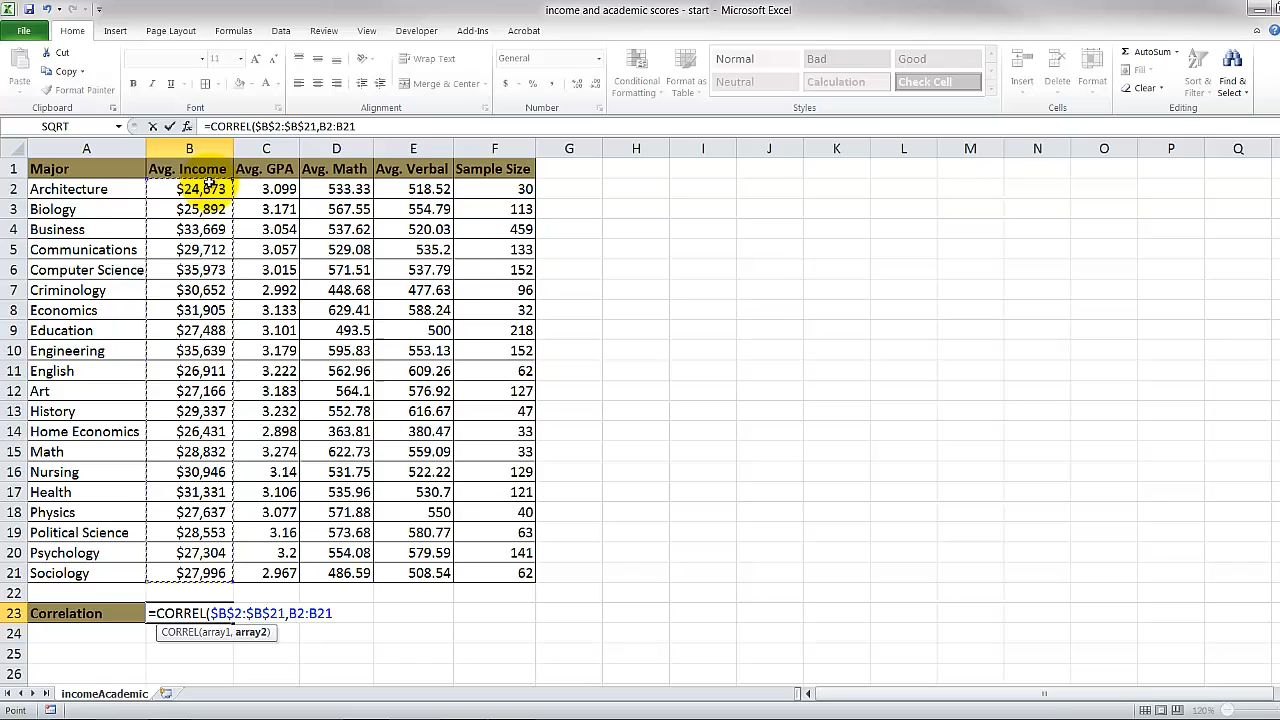 income and academic scores - start - Microsoft Excel
File Home Insert Page Layout Formulas Data Review View Developer Add-Ins Acrobat
Paste
Cut
Copy
Format Painter
Clipboard
11
A A
B I U
A
Font
Wrap Text
Merge & Center
Alignment
General
$ % ,
Number
Conditional Formatting
Format as Table
Normal Bad Good
Neutral Calculation Check Cell
Styles
Insert Delete Format
Cells
AutoSum
Fill
Clear
Sort & Filter
Find & Select
Editing
SQRT fx =CORREL($B$2:$B$21,B2:B21
A B C D E F G H I J K L M N O P Q
1 Major Avg. Income Avg. GPA Avg. Math Avg. Verbal Sample Size
2 Architecture $24,073 3.099 533.33 518.52 30
3 Biology $25,892 3.171 567.55 554.79 113
4 Business $33,669 3.054 537.62 520.03 459
5 Communications $29,712 3.057 529.08 535.2 133
6 Computer Science $35,973 3.015 571.51 537.79 152
7 Criminology $30,652 2.992 448.68 477.63 96
8 Economics $31,905 3.133 629.41 588.24 32
9 Education $27,488 3.101 493.5 500 218
10 Engineering $35,639 3.179 595.83 553.13 152
11 English $26,911 3.222 562.96 609.26 62
12 Art $27,166 3.183 564.1 576.92 127
13 History $29,337 3.232 552.78 616.67 47
14 Home Economics $26,431 2.898 363.81 380.47 33
15 Math $28,832 3.274 622.73 559.09 33
16 Nursing $30,946 3.14 531.75 522.22 129
17 Health $31,331 3.106 535.96 530.7 121
18 Physics $27,637 3.077 571.88 550 40
19 Political Science $28,553 3.16 573.68 580.77 63
20 Psychology $27,304 3.2 554.08 579.59 141
21 Sociology $27,996 2.967 486.59 508.54 62
22
23 Correlation =CORREL($B$2:$B$21,B2:B21
24 CORREL(array1, array2)
25
26
incomeAcademic
Point 120%